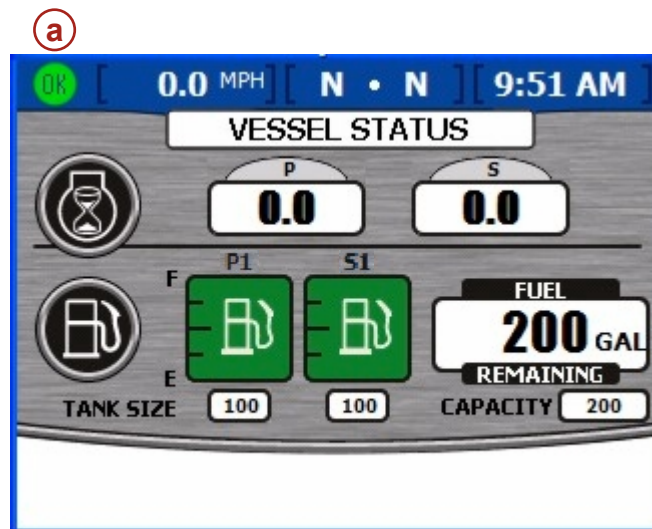 a
OK [ 0.0 MPH ] [ N • N ] [ 9:51 AM ]
VESSEL STATUS
P S
0.0 0.0
P1 S1
F
FUEL
200 GAL
E REMAINING
TANK SIZE 100 100 CAPACITY 200